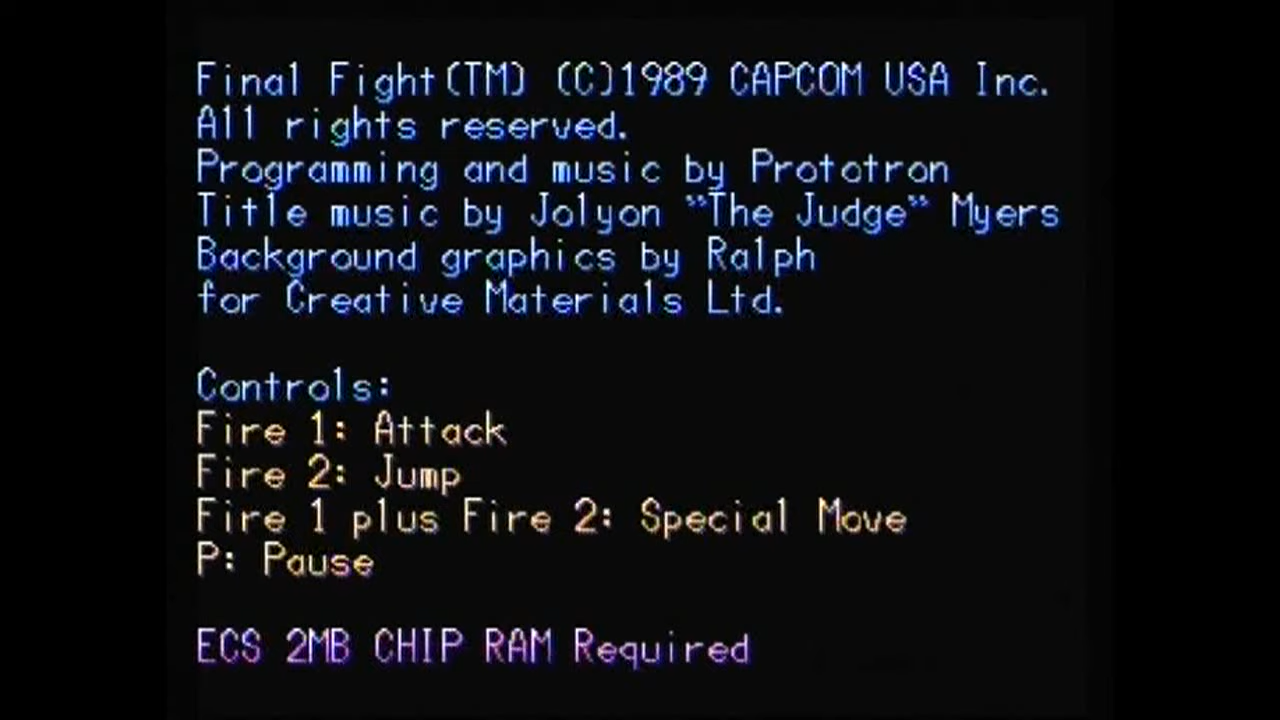 Final Fight(TM) (C)1989 CAPCOM USA Inc.
All rights reserved.
Programming and music by Prototron
Title music by Jolyon "The Judge" Myers
Background graphics by Ralph
for Creative Materials Ltd.
Controls:
Fire 1: Attack
Fire 2: Jump
Fire 1 plus Fire 2: Special Move
P: Pause
ECS 2MB CHIP RAM Required